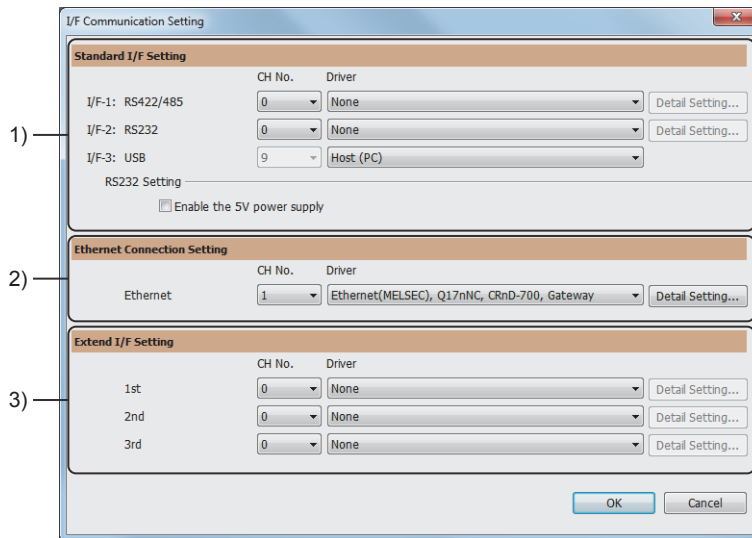 I/F Communication Setting
Standard I/F Setting
CH No. Driver
I/F-1: RS422/485 0 None Detail Setting...
1)
I/F-2: RS232 0 None Detail Setting...
I/F-3: USB 9 Host (PC)
RS232 Setting
Enable the 5V power supply
Ethernet Connection Setting
2)
CH No. Driver
Ethernet 1 Ethernet(MELSEC), Q17nNC, CRnD-700, Gateway Detail Setting...
Extend I/F Setting
CH No. Driver
1st 0 None Detail Setting...
3)
2nd 0 None Detail Setting...
3rd 0 None Detail Setting...
OK Cancel